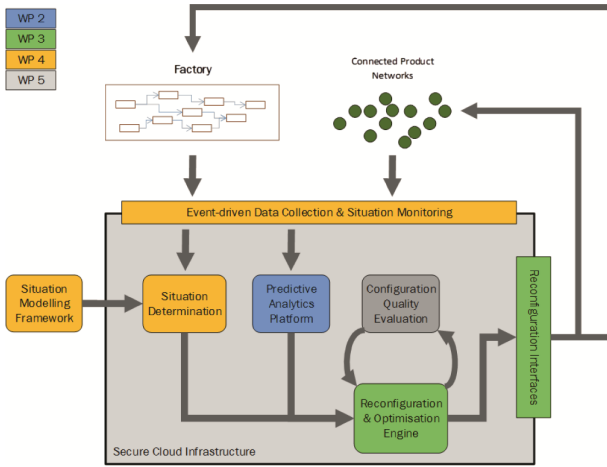 WP 2
WP 3
WP 4
WP 5
Factory
Connected Product
Networks
Event-driven Data Collection & Situation Monitoring
Situation
Modelling
Framework
Situation
Determination
Predictive
Analytics
Platform
Configuration
Quality
Evaluation
Reconfiguration Interfaces
Reconfiguration
& Optimisation
Engine
Secure Cloud Infrastructure